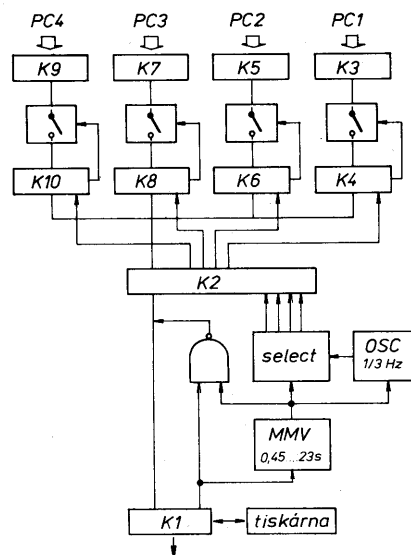 PC4 PC3 PC2 PC1
K9 K7 K5 K3
K10 K8 K6 K4
K2
select
OSC
1/3 Hz
MMV
0,45...23s
K1 tiskárna